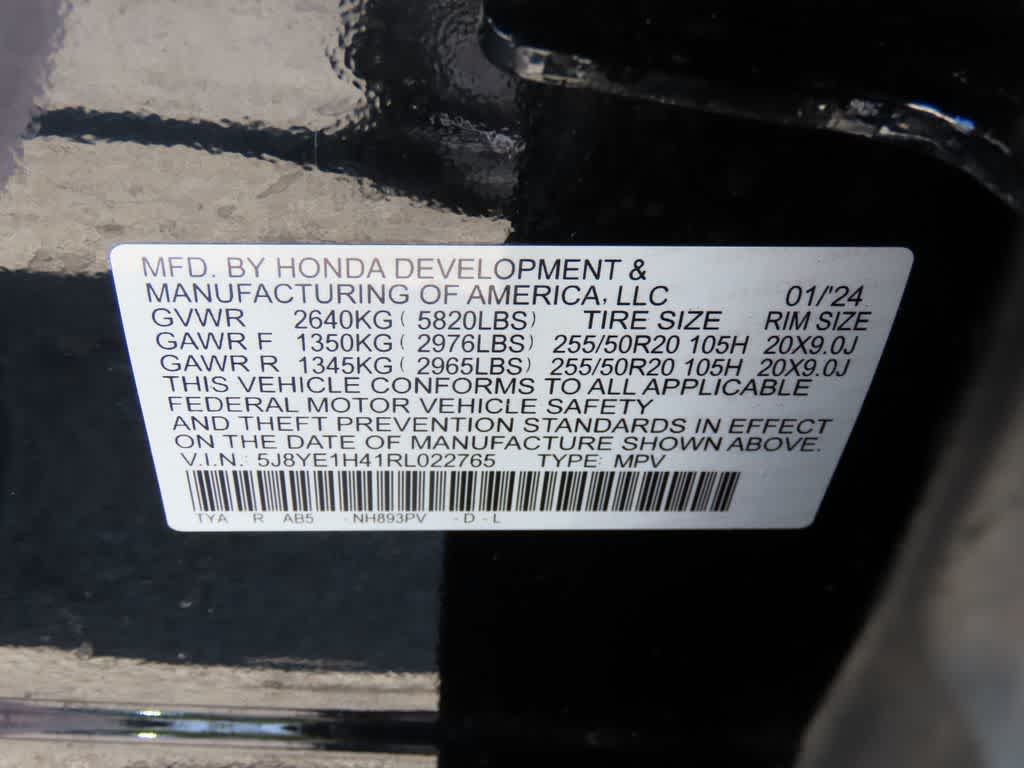 MFD. BY HONDA DEVELOPMENT &
MANUFACTURING OF AMERICA, LLC 01/'24
GVWR 2640KG ( 5820LBS) TIRE SIZE RIM SIZE
GAWR F 1350KG ( 2976LBS) 255/50R20 105H 20X9.0J
GAWR R 1345KG ( 2965LBS) 255/50R20 105H 20X9.0J
THIS VEHICLE CONFORMS TO ALL APPLICABLE
FEDERAL MOTOR VEHICLE SAFETY
AND THEFT PREVENTION STANDARDS IN EFFECT
ON THE DATE OF MANUFACTURE SHOWN ABOVE.
V.I.N.: 5J8YE1H41RL022765 TYPE: MPV
TYA R AB5 -NH893PV -D-L